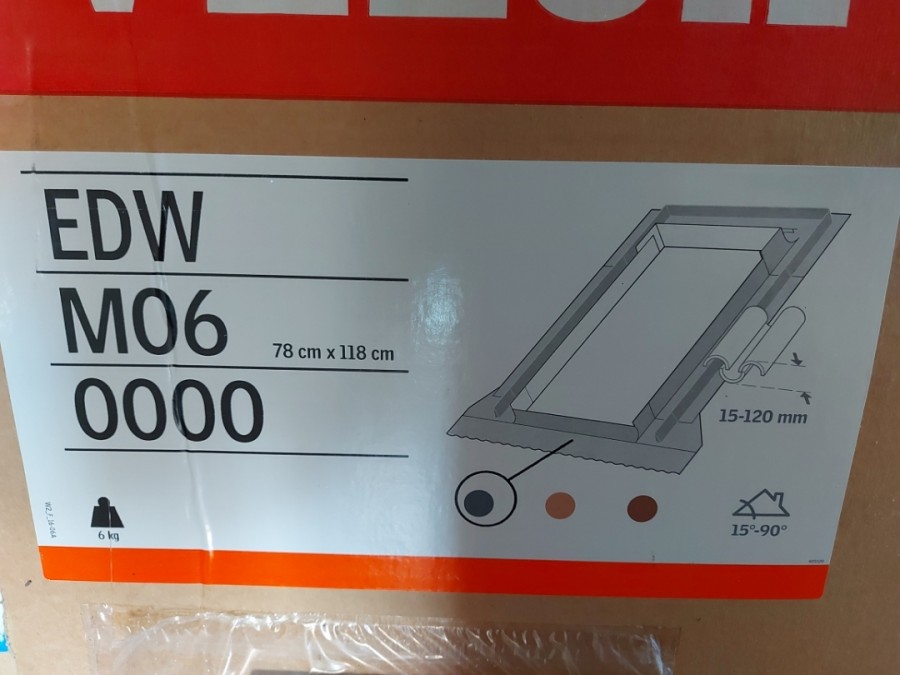 EDW
M06 78 cm x 118 cm
0000
15-120 mm
6 kg
15°-90°